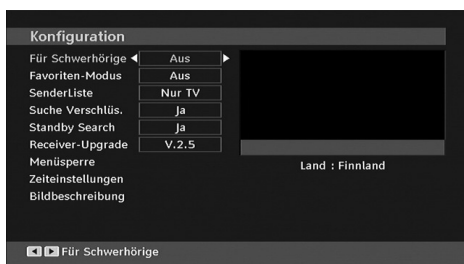 Konfiguration
Für Schwerhörige Aus
Favoriten-Modus Aus
SenderListe Nur TV
Suche Verschlüs. Ja
Standby Search Ja
Receiver-Upgrade V.2.5
Menüsperre
Land : Finnland
Zeiteinstellungen
Bildbeschreibung
Für Schwerhörige